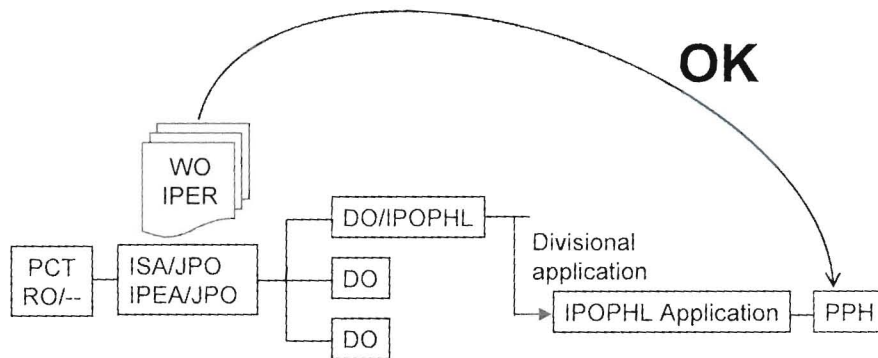 OK
WO
IPER
DO/IPOPHL
Divisional
application
PCT
RO/--
ISA/JPO
IPEA/JPO
DO
IPOPHL Application
PPH
DO